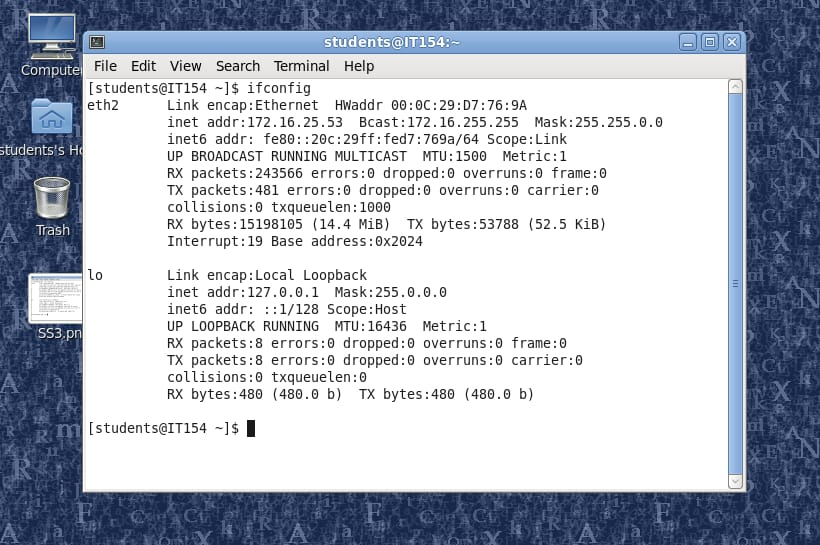 Computer
students's Ho
Trash
SS3.pn
students@IT154:~
File Edit View Search Terminal Help
[students@IT154 ~]$ ifconfig
eth2      Link encap:Ethernet  HWaddr 00:0C:29:D7:76:9A
          inet addr:172.16.25.53  Bcast:172.16.255.255  Mask:255.255.0.0
          inet6 addr: fe80::20c:29ff:fed7:769a/64 Scope:Link
          UP BROADCAST RUNNING MULTICAST  MTU:1500  Metric:1
          RX packets:243566 errors:0 dropped:0 overruns:0 frame:0
          TX packets:481 errors:0 dropped:0 overruns:0 carrier:0
          collisions:0 txqueuelen:1000
          RX bytes:15198105 (14.4 MiB)  TX bytes:53788 (52.5 KiB)
          Interrupt:19 Base address:0x2024
lo        Link encap:Local Loopback
          inet addr:127.0.0.1  Mask:255.0.0.0
          inet6 addr: ::1/128 Scope:Host
          UP LOOPBACK RUNNING  MTU:16436  Metric:1
          RX packets:8 errors:0 dropped:0 overruns:0 frame:0
          TX packets:8 errors:0 dropped:0 overruns:0 carrier:0
          collisions:0 txqueuelen:0
          RX bytes:480 (480.0 b)  TX bytes:480 (480.0 b)
[students@IT154 ~]$